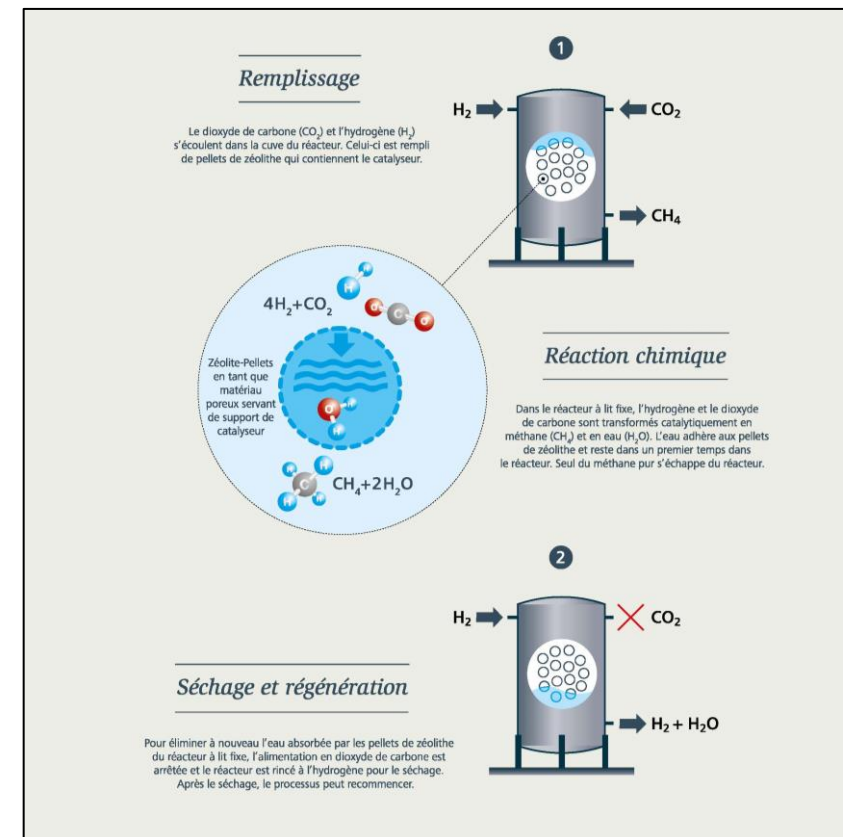 1
Remplissage
H₂
CO₂
Le dioxyde de carbone (CO₂) et l'hydrogène (H₂)
s'écoulent dans la cuve du réacteur. Celui-ci est rempli
de pellets de zéolithe qui contiennent le catalyseur.
CH₄
H
H
4H₂+CO₂
O
C
O
Zéolite-Pellets
en tant que
matériau
poreux servant
de support de
catalyseur
O
H
H
Réaction chimique
Dans le réacteur à lit fixe, l'hydrogène et le dioxyde
de carbone sont transformés catalytiquement en
méthane (CH₄) et en eau (H₂O). L'eau adhère aux pellets
de zéolithe et reste dans un premier temps dans
le réacteur. Seul du méthane pur s'échappe du réacteur.
H
H
C
H
H
CH₄+2H₂O
2
H₂
CO₂
Séchage et régénération
H₂ + H₂O
Pour éliminer à nouveau l'eau absorbée par les pellets de zéolithe
du réacteur à lit fixe, l'alimentation en dioxyde de carbone est
arrêtée et le réacteur est rincé à l'hydrogène pour le séchage.
Après le séchage, le processus peut recommencer.